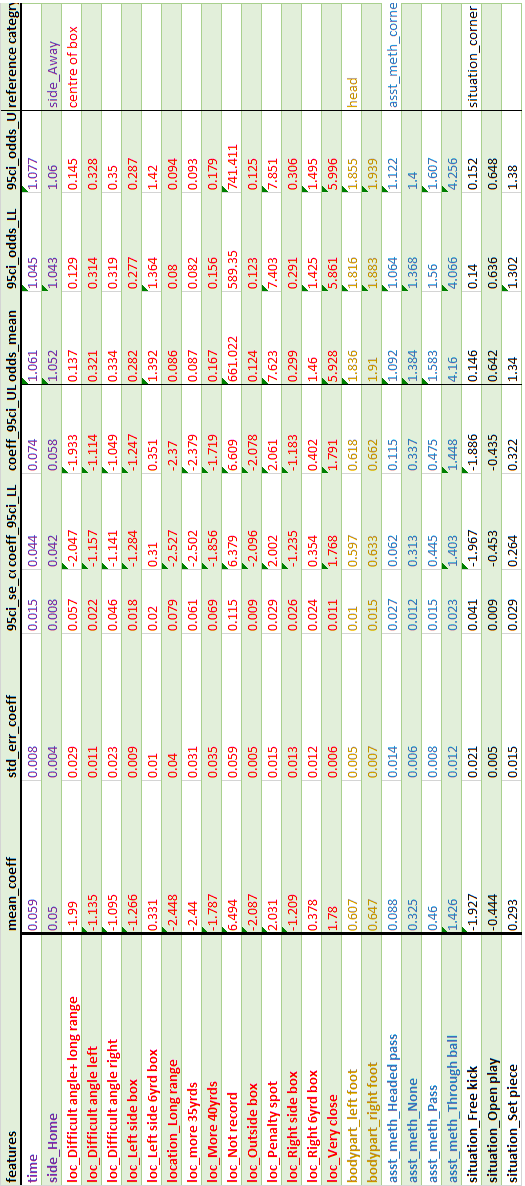 features mean_coeff std_err_coeff 95ci_se_cc coeff_95ci_LL coeff_95ci_UL odds_mean 95ci_odds_LL 95ci_odds_U reference categn
time 0.059 0.008 0.015 0.044 0.074 1.061 1.045 1.077
side_Home 0.05 0.004 0.008 0.042 0.058 1.052 1.043 1.06 side_Away
loc_Difficult angle+ long range -1.99 0.029 0.057 -2.047 -1.933 0.137 0.129 0.145 centre of box
loc_DIfficult angle left -1.135 0.011 0.022 -1.157 -1.114 0.321 0.314 0.328
loc_Difficult angle right -1.095 0.023 0.046 -1.141 -1.049 0.334 0.319 0.35
loc_Left side box -1.266 0.009 0.018 -1.284 -1.247 0.282 0.277 0.287
loc_Left side 6yrd box 0.331 0.01 0.02 0.31 0.351 1.392 1.364 1.42
location_Long range -2.448 0.04 0.079 -2.527 -2.37 0.086 0.08 0.094
loc_more 35yrds -2.44 0.031 0.061 -2.502 -2.379 0.087 0.082 0.093
loc_More 40yrds -1.787 0.035 0.069 -1.856 -1.719 0.167 0.156 0.179
loc_Not record 6.494 0.059 0.115 6.379 6.609 661.022 589.35 741.411
loc_Outside box -2.087 0.005 0.009 -2.096 -2.078 0.124 0.123 0.125
loc_Penalty spot 2.031 0.015 0.029 2.002 2.061 7.623 7.403 7.851
loc_Right side box -1.209 0.013 0.026 -1.235 -1.183 0.299 0.291 0.306
loc_Right 6yrd box 0.378 0.012 0.024 0.354 0.402 1.46 1.425 1.495
loc_Very close 1.78 0.006 0.011 1.768 1.791 5.928 5.861 5.996
bodypart_left foot 0.607 0.005 0.01 0.597 0.618 1.836 1.816 1.855 head
bodypart_right foot 0.647 0.007 0.015 0.633 0.662 1.91 1.883 1.939
asst_meth_Headed pass 0.088 0.014 0.027 0.062 0.115 1.092 1.064 1.122 asst_meth_corne
asst_meth_None 0.325 0.006 0.012 0.313 0.337 1.384 1.368 1.4
asst_meth_Pass 0.46 0.008 0.015 0.445 0.475 1.583 1.56 1.607
asst_meth_Through ball 1.426 0.012 0.023 1.403 1.448 4.16 4.066 4.256
situation_Free kick -1.927 0.021 0.041 -1.967 -1.886 0.146 0.14 0.152 situation_corner
situation_Open play -0.444 0.005 0.009 -0.453 -0.435 0.642 0.636 0.648
situation_Set piece 0.293 0.015 0.029 0.264 0.322 1.34 1.302 1.38